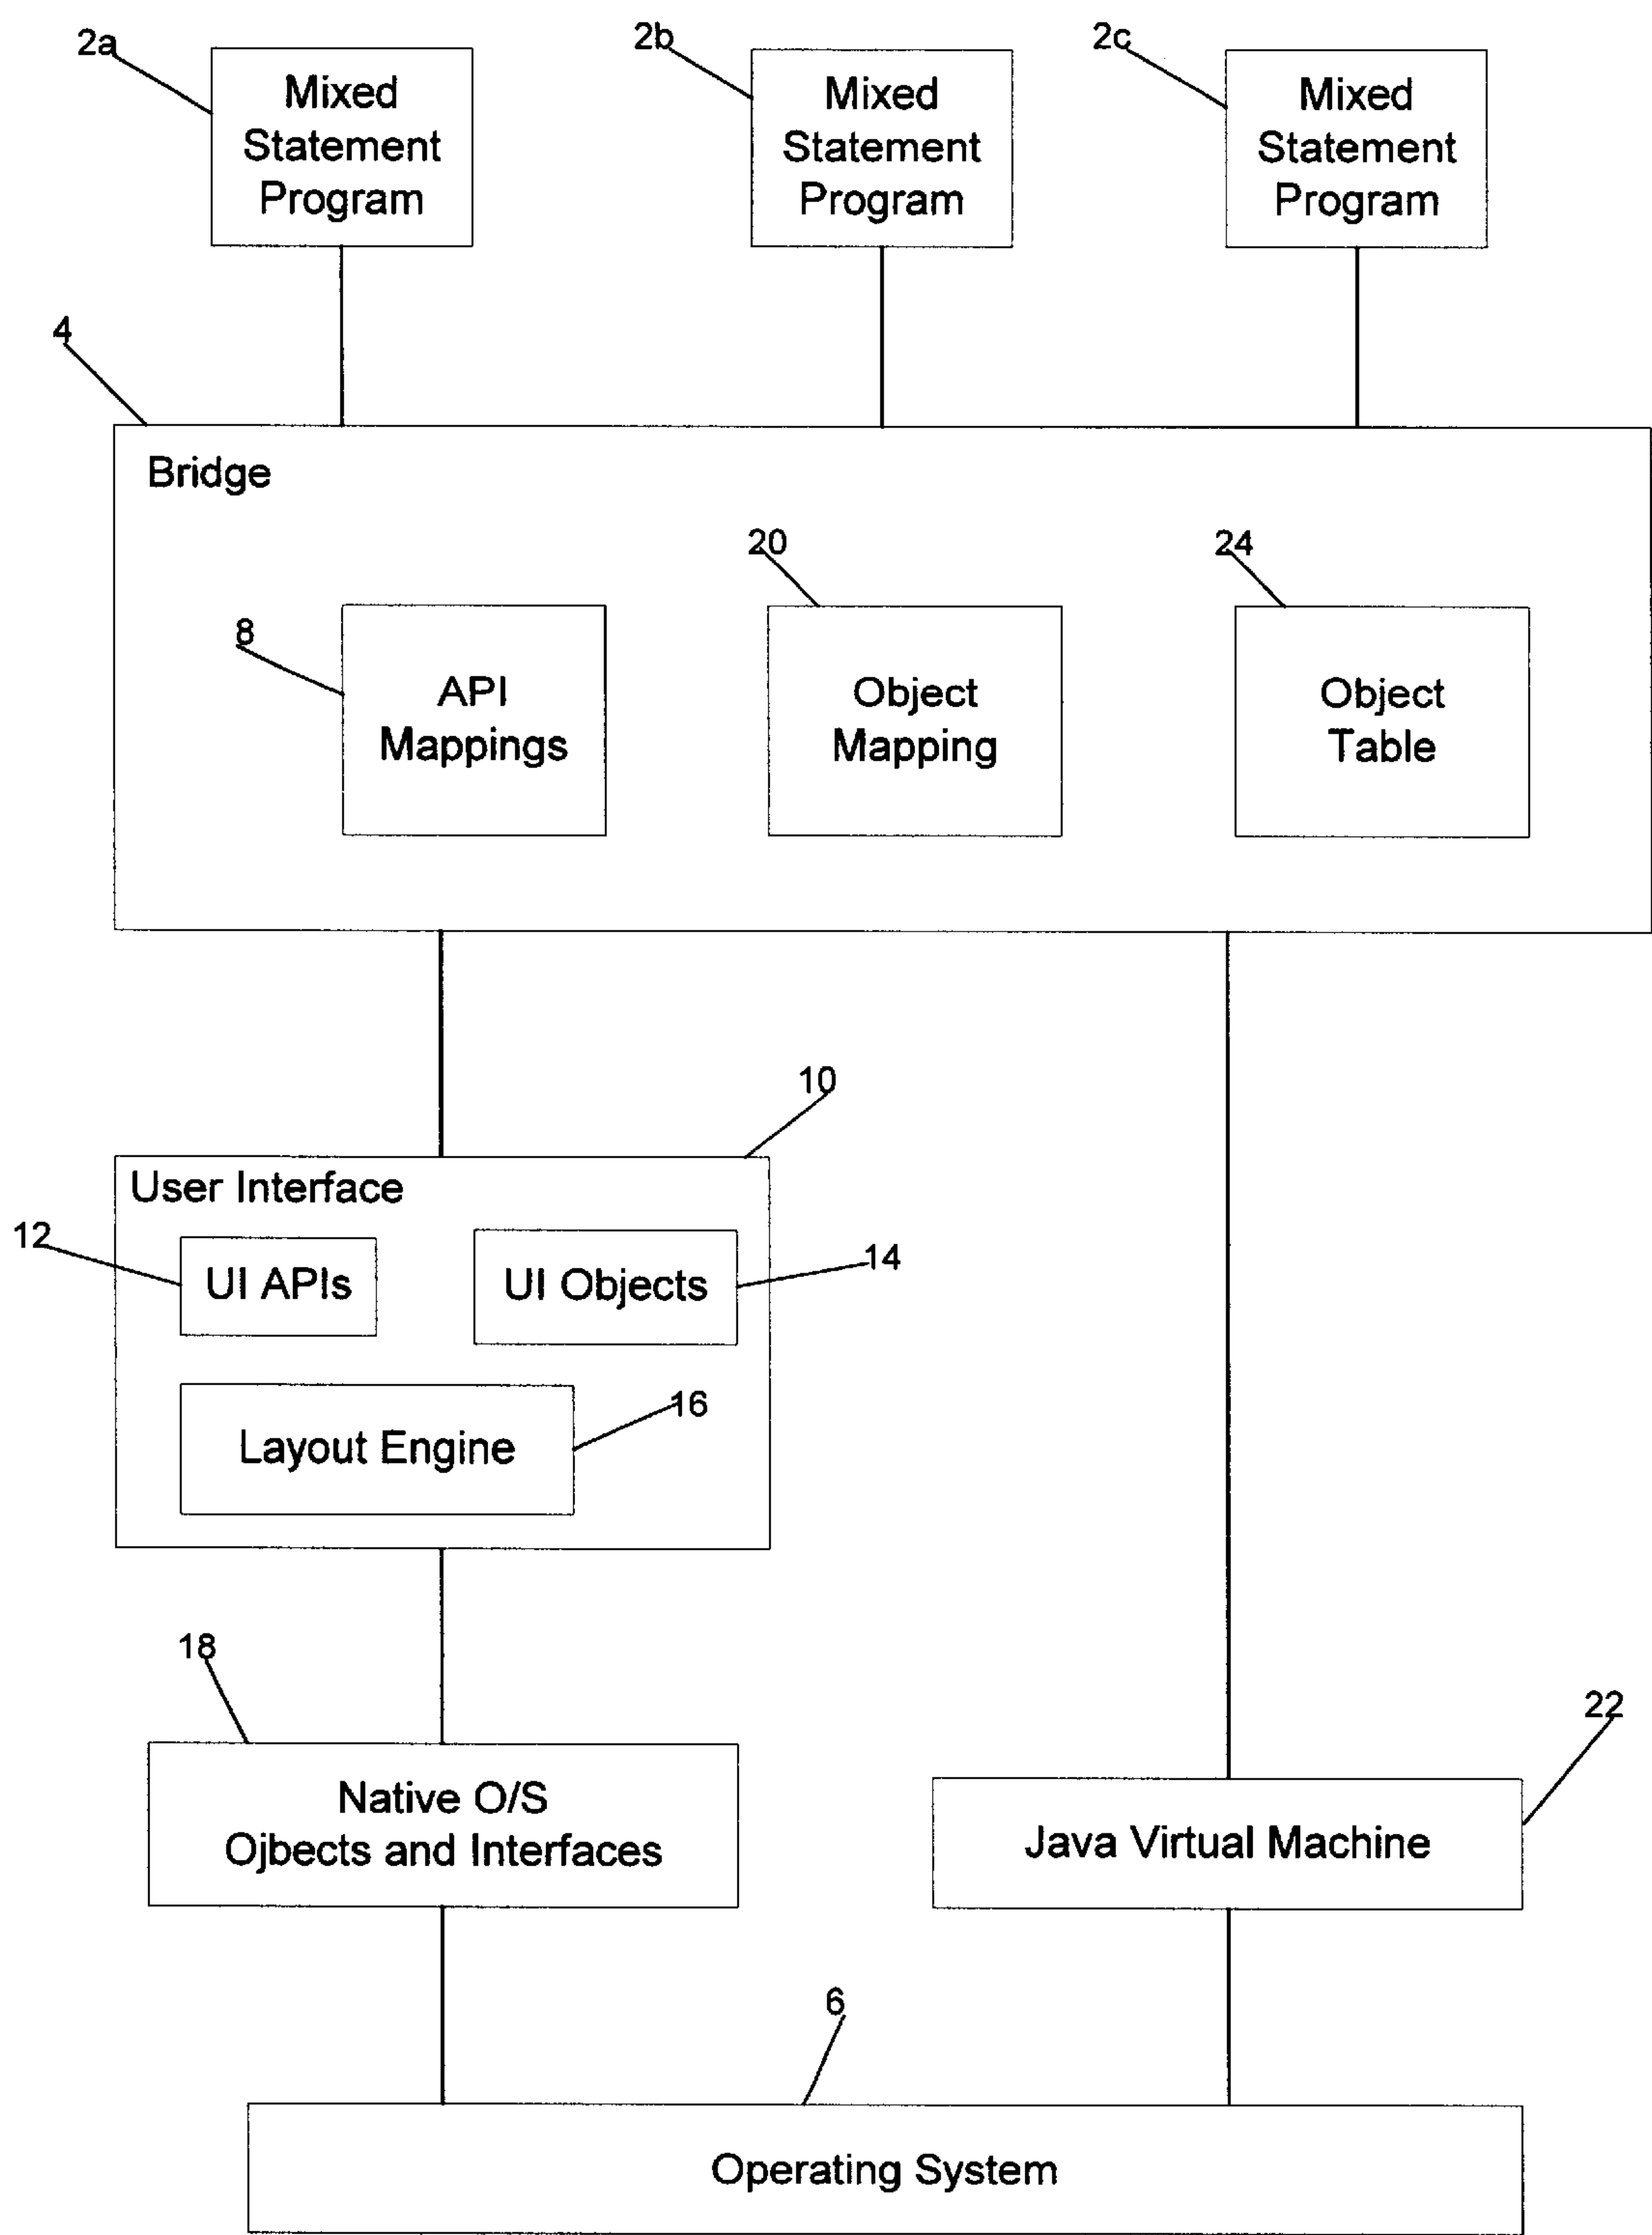 2a
2b
2c
Mixed
Statement
Program
Mixed
Statement
Program
Mixed
Statement
Program
4
Bridge
20
24
8
API
Mappings
Object
Mapping
Object
Table
10
User Interface
12
UI APIs
UI Objects
14
Layout Engine
16
18
Native O/S
Ojbects and Interfaces
22
Java Virtual Machine
6
Operating System